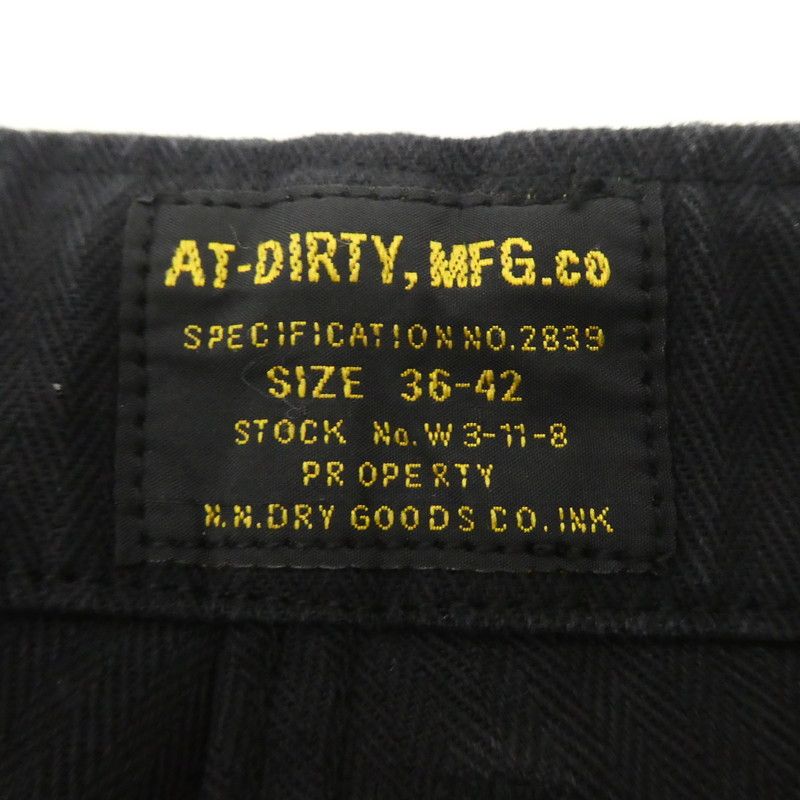 AT-DIRTY, MFG.co
SPECIFICATION NO.2839
SIZE 36-42
STOCK No. W 3-11-8
PROPERTY
N.N.DRY GOODS CO. INK